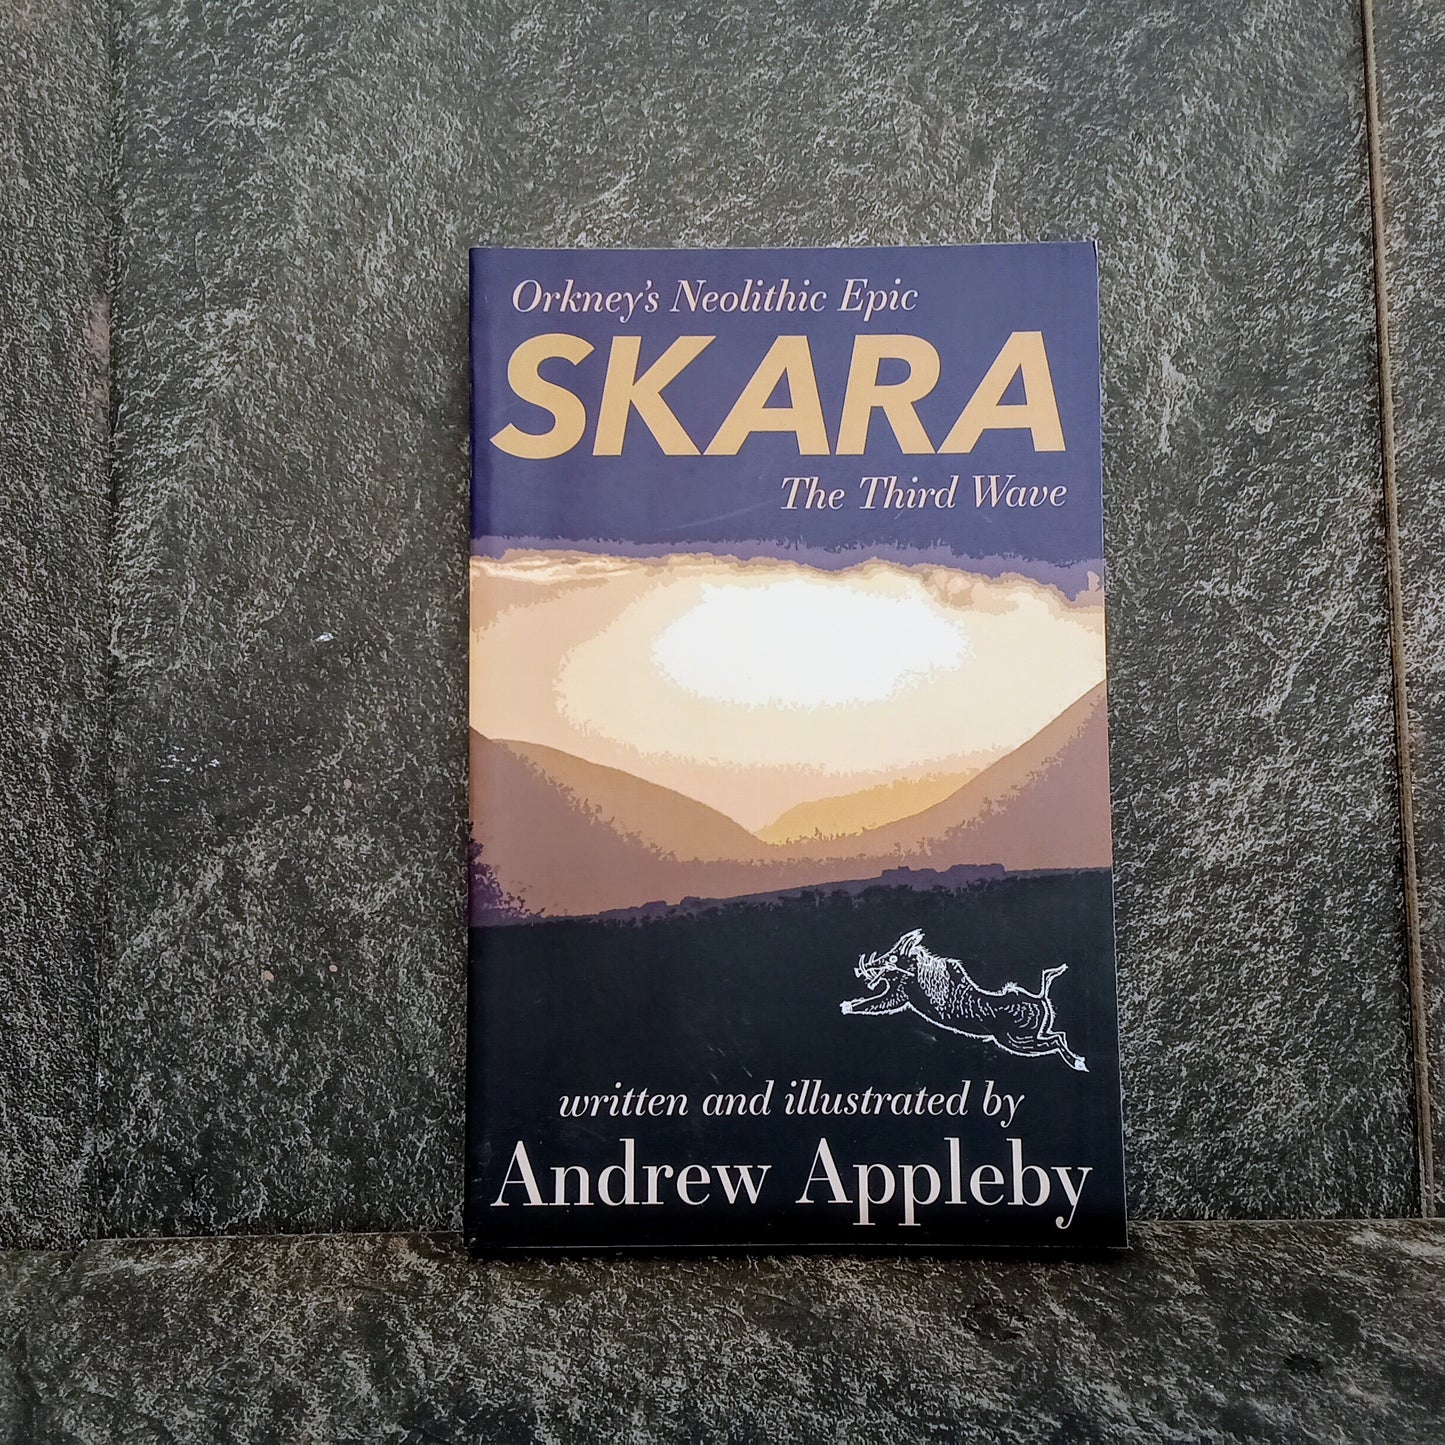 Orkney's Neolithic Epic
SKARA
The Third Wave
written and illustrated by
Andrew Appleby